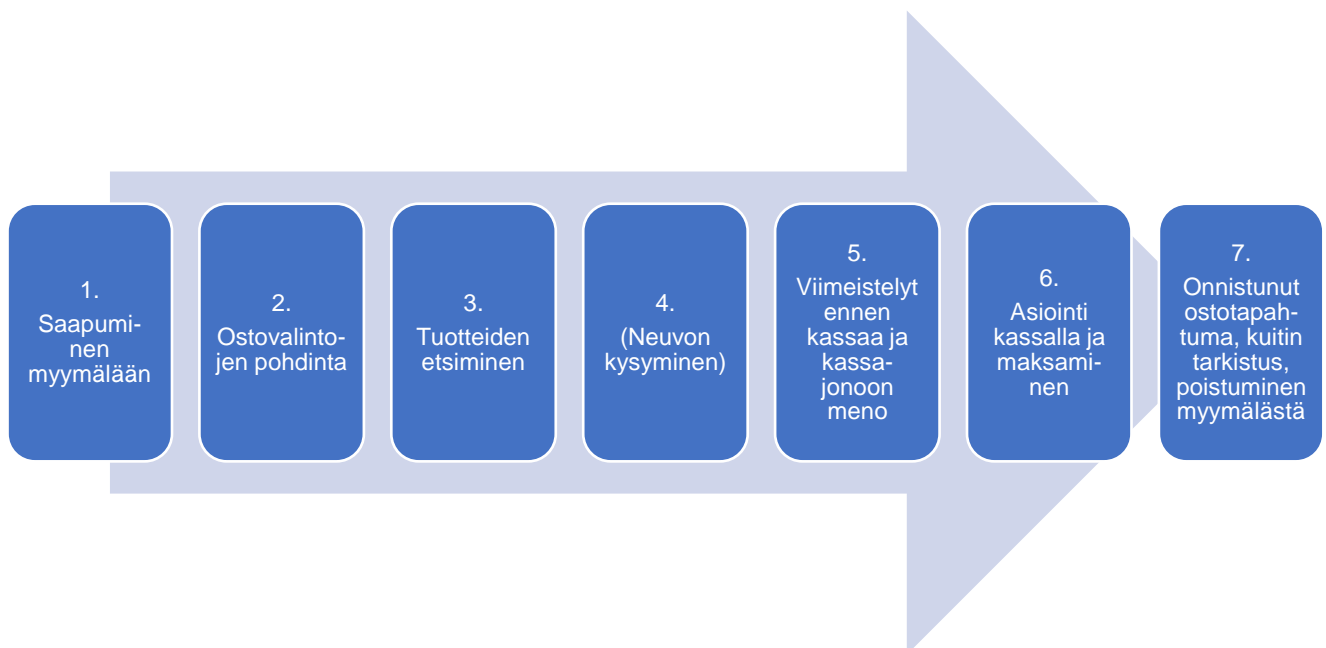 1.
Saapumi-
nen
myymälään
2.
Ostovalinto-
jen pohdinta
3.
Tuotteiden
etsiminen
4.
(Neuvon
kysyminen)
5.
Viimeistelyt
ennen
kassaa ja
kassa-
jonoon
meno
6.
Asiointi
kassalla ja
maksami-
nen
7.
Onnistunut
ostotapah-
tuma, kuitin
tarkistus,
poistuminen
myymälästä